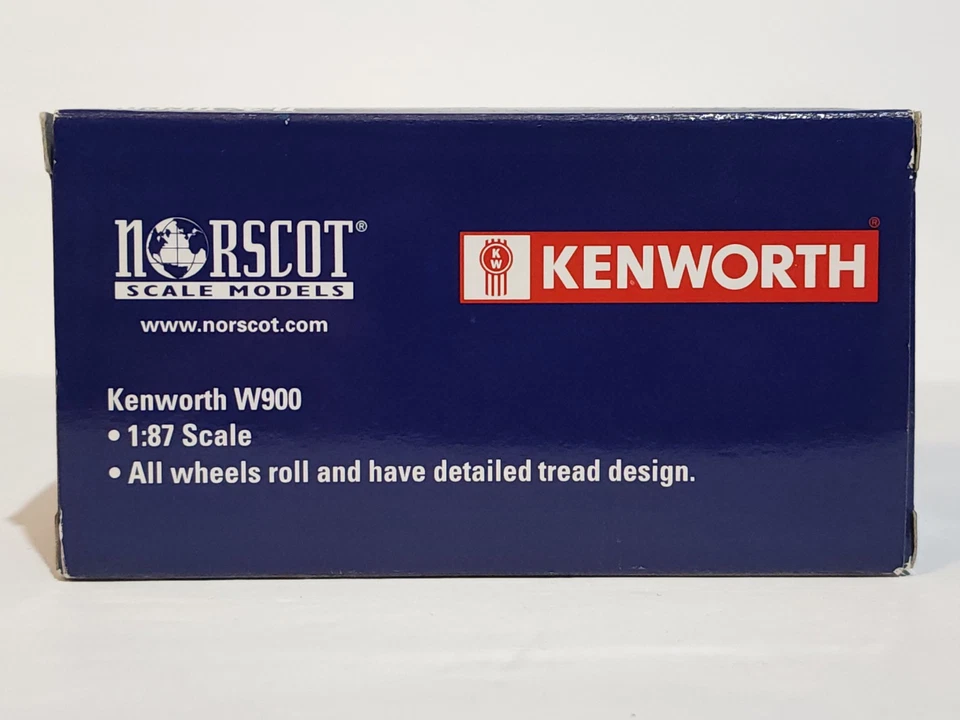 NORSCOT®
SCALE MODELS
www.norscot.com
KW KENWORTH®
Kenworth W900
• 1:87 Scale
• All wheels roll and have detailed tread design.